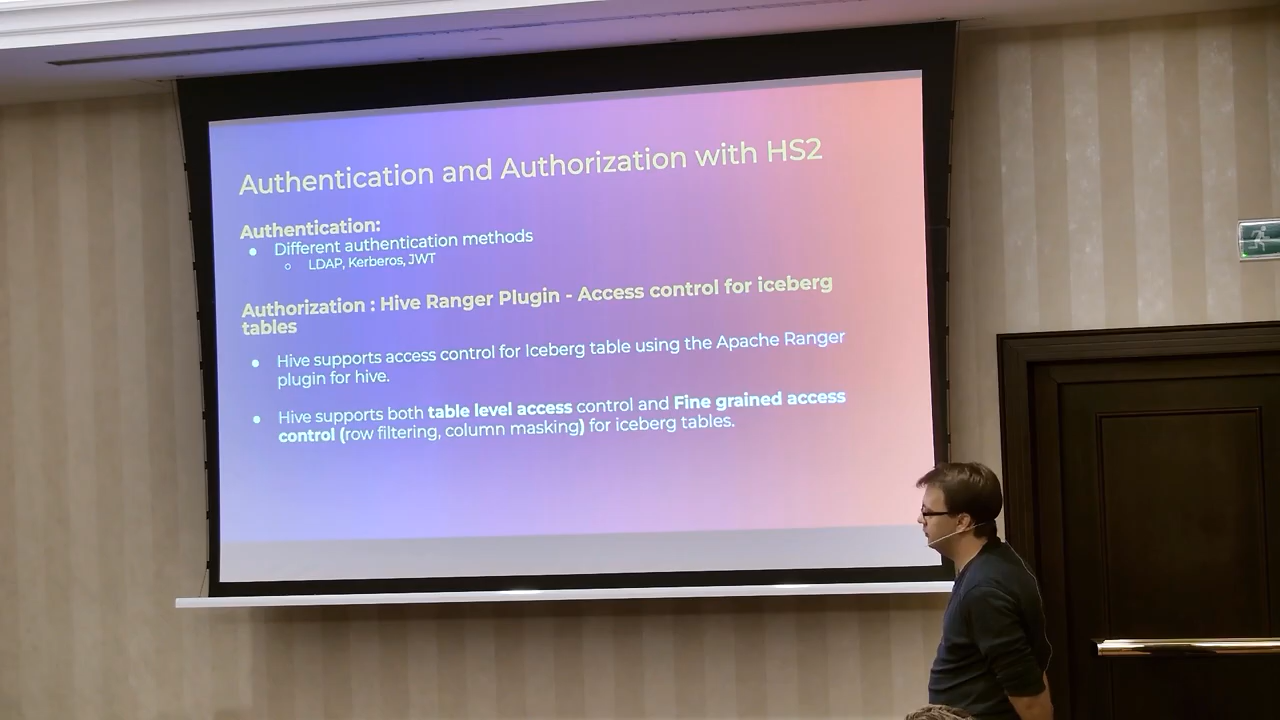 Authentication and Authorization with HS2
Authentication:
● Different authentication methods
○ LDAP, Kerberos, JWT
Authorization : Hive Ranger Plugin - Access control for iceberg
tables
● Hive supports access control for Iceberg table using the Apache Ranger
plugin for hive.
● Hive supports both table level access control and Fine grained access
control (row filtering, column masking) for iceberg tables.